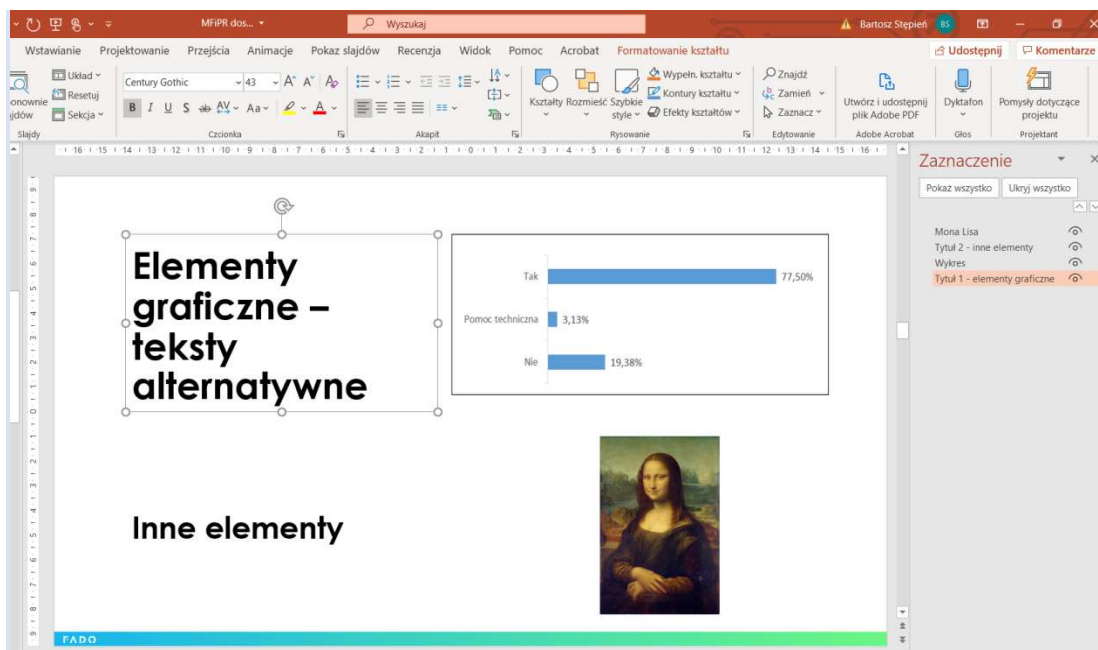 MFiPR dos...
Wyszukaj
Bartosz Stępień
BS
Wstawianie Projektowanie Przejścia Animacje Pokaz slajdów Recenzja Widok Pomoc Acrobat Formatowanie kształtu
Udostępnij
Komentarze
Układ
Resetuj
Sekcja
Slajdy
Century Gothic
43
Czcionka
Akapit
Kształty
Rozmieść
Szybkie style
Wypełn. kształtu
Kontury kształtu
Efekty kształtów
Rysowanie
Znajdź
Zamień
Zaznacz
Edytowanie
Utwórz i udostępnij
plik Adobe PDF
Adobe Acrobat
Dyktafon
Głos
Pomysły dotyczące
projektu
Projektant
Elementy
graficzne –
teksty
alternatywne
Tak 77,50%
Pomoc techniczna 3,13%
Nie 19,38%
Inne elementy
FADO
Zaznaczenie
Pokaż wszystko
Ukryj wszystko
Mona Lisa
Tytuł 2 - inne elementy
Wykres
Tytuł 1 - elementy graficzne